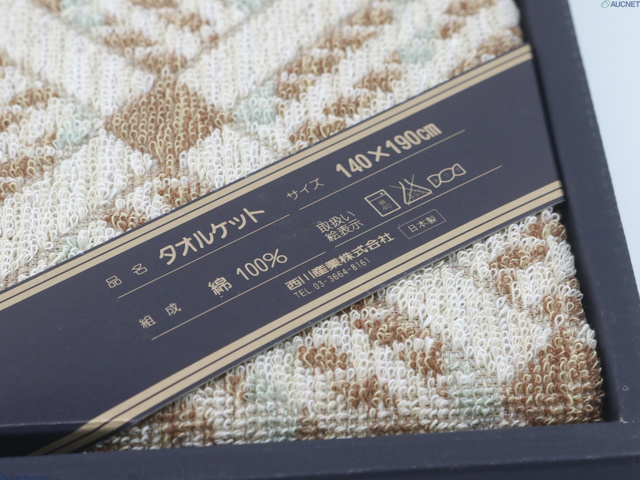 AUCNET
品名 タオルケット サイズ 140×190cm
組成 綿 100% 取扱い
絵表示
西川産業株式会社 日本製
TEL 03-3664-8161